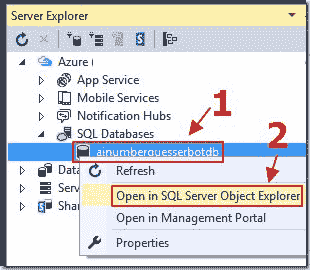 Server Explorer
Azure (
App Service
Mobile Services
Notification Hubs
SQL Databases
1
ainumberguesserbotdb
2
Refresh
Open in SQL Server Object Explorer
Open in Management Portal
Properties
Data
Serv
Shar